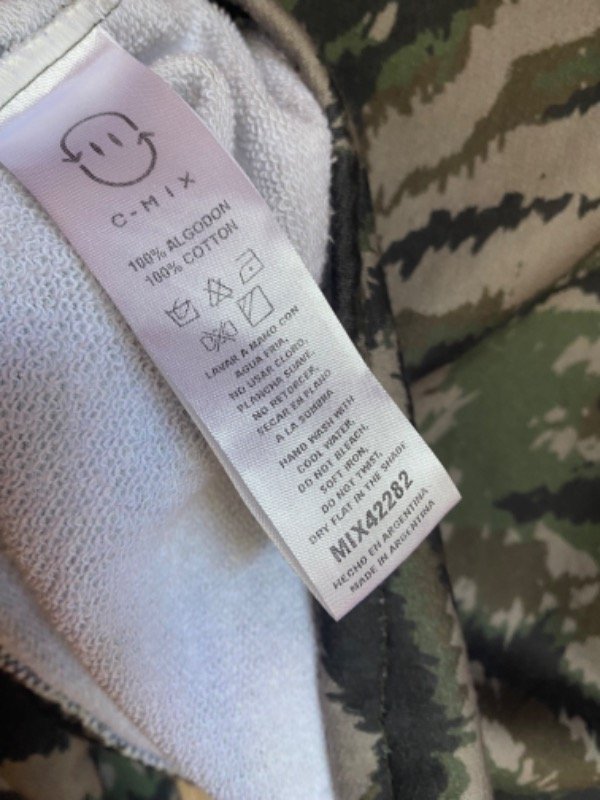 C-MIX
100% ALGODON
100% COTTON
LAVAR A MANO CON
AGUA FRIA,
NO USAR CLORO,
PLANCHA SUAVE,
NO RETORCER,
SECAR EN PLANO
A LA SOMBRA
HAND WASH WITH
COOL WATER
DO NOT BLEACH,
SOFT IRON,
DO NOT TWIST,
DRY FLAT IN THE SHADE
MIX42282
HECHO EN ARGENTINA
MADE IN ARGENTINA